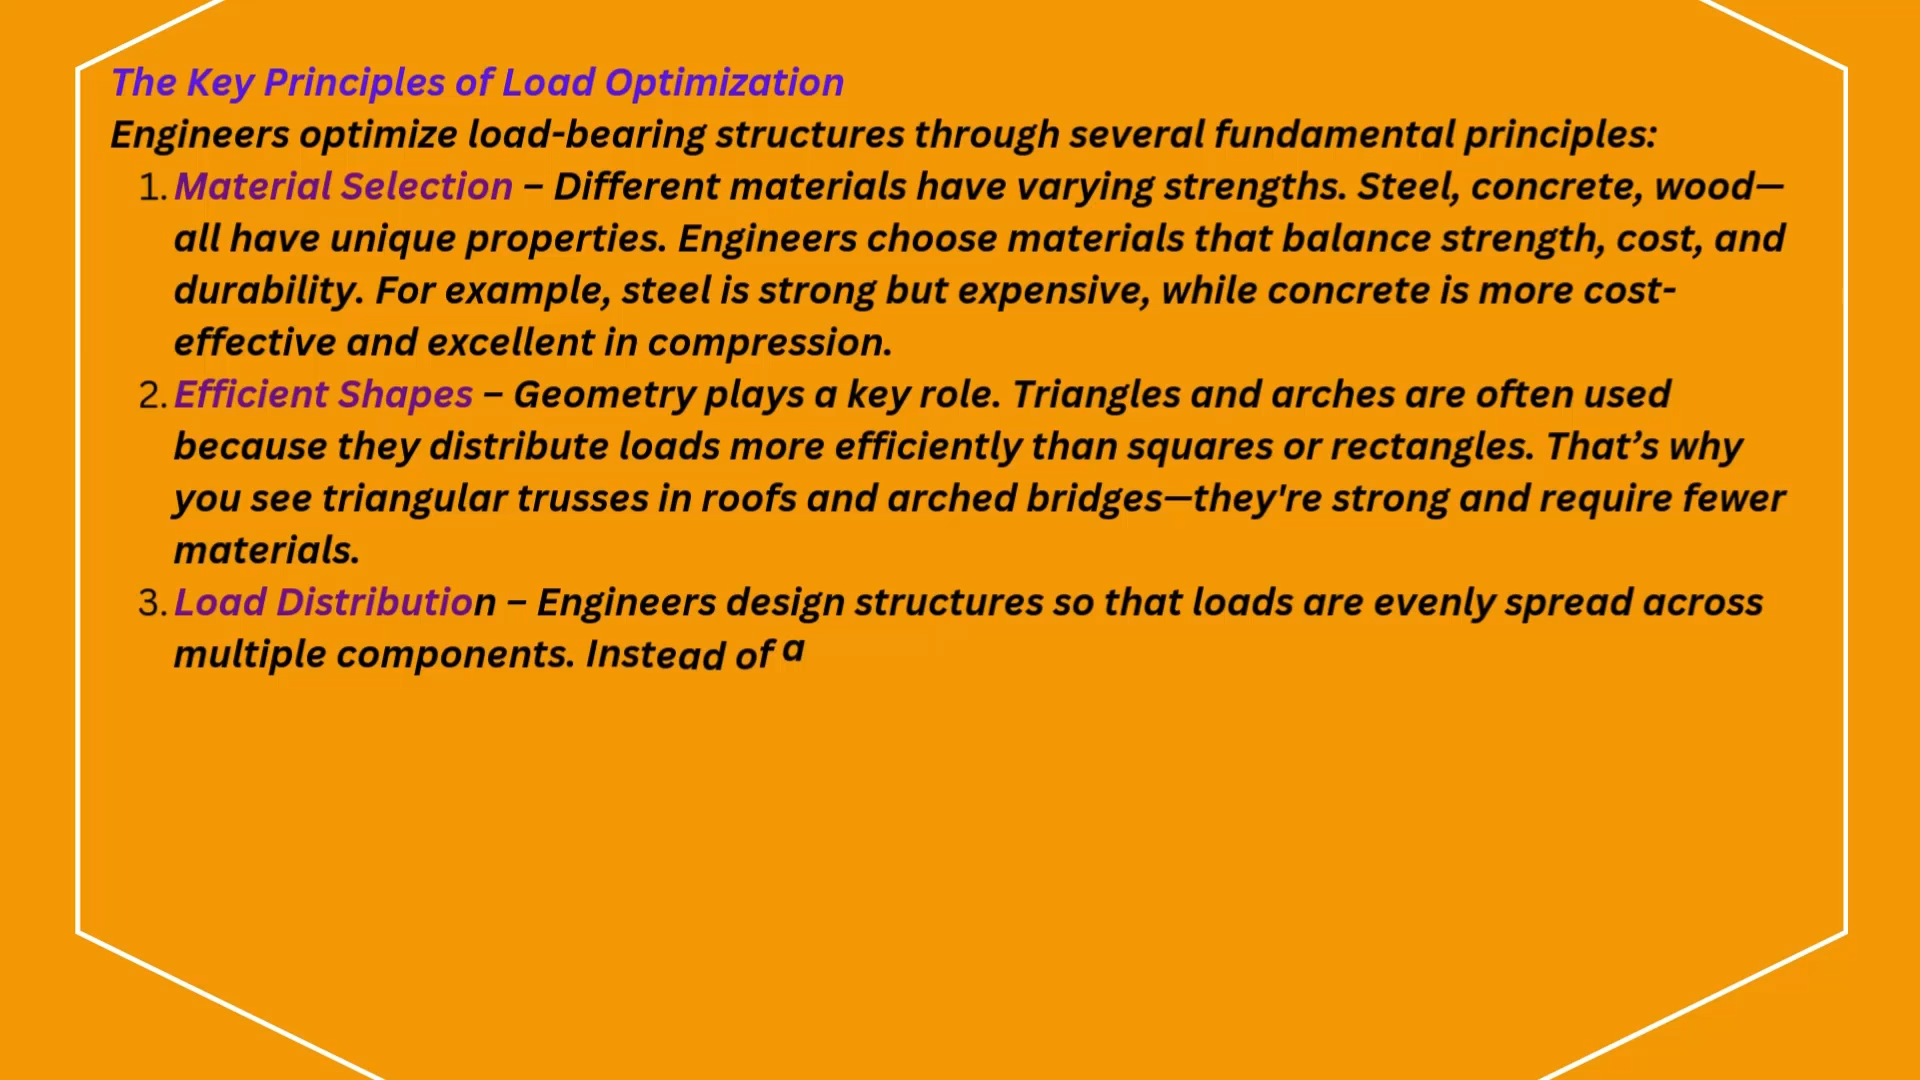 The Key Principles of Load Optimization
Engineers optimize load-bearing structures through several fundamental principles:
1. Material Selection – Different materials have varying strengths. Steel, concrete, wood—
all have unique properties. Engineers choose materials that balance strength, cost, and
durability. For example, steel is strong but expensive, while concrete is more cost-
effective and excellent in compression.
2. Efficient Shapes – Geometry plays a key role. Triangles and arches are often used
because they distribute loads more efficiently than squares or rectangles. That’s why
you see triangular trusses in roofs and arched bridges—they're strong and require fewer
materials.
3. Load Distribution – Engineers design structures so that loads are evenly spread across
multiple components. Instead of a